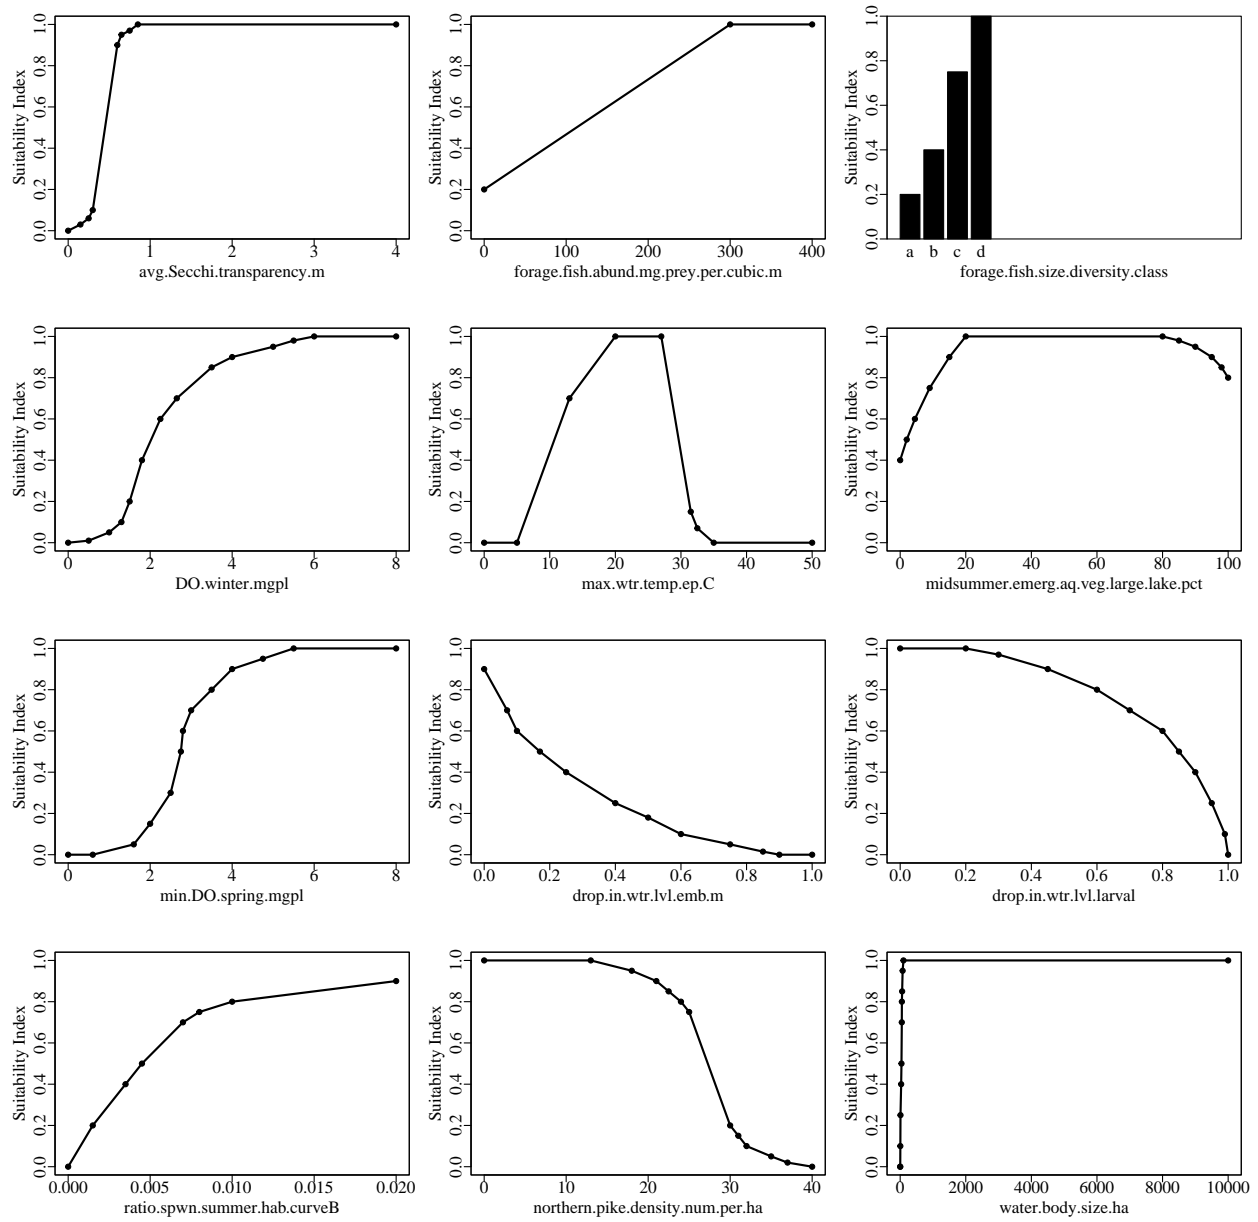 Suitability Index
0.0 0.2 0.4 0.6 0.8 1.0
0 1 2 3 4
avg.Secchi.transparency.m
Suitability Index
0.0 0.2 0.4 0.6 0.8 1.0
0 100 200 300 400
forage.fish.abund.mg.prey.per.cubic.m
Suitability Index
0.0 0.2 0.4 0.6 0.8 1.0
a b c d
forage.fish.size.diversity.class
Suitability Index
0.0 0.2 0.4 0.6 0.8 1.0
0 2 4 6 8
DO.winter.mgpl
Suitability Index
0.0 0.2 0.4 0.6 0.8 1.0
0 10 20 30 40 50
max.wtr.temp.ep.C
Suitability Index
0.0 0.2 0.4 0.6 0.8 1.0
0 20 40 60 80 100
midsummer.emerg.aq.veg.large.lake.pct
Suitability Index
0.0 0.2 0.4 0.6 0.8 1.0
0 2 4 6 8
min.DO.spring.mgpl
Suitability Index
0.0 0.2 0.4 0.6 0.8 1.0
0.0 0.2 0.4 0.6 0.8 1.0
drop.in.wtr.lvl.emb.m
Suitability Index
0.0 0.2 0.4 0.6 0.8 1.0
0.0 0.2 0.4 0.6 0.8 1.0
drop.in.wtr.lvl.larval
Suitability Index
0.0 0.2 0.4 0.6 0.8 1.0
0.000 0.005 0.010 0.015 0.020
ratio.spwn.summer.hab.curveB
Suitability Index
0.0 0.2 0.4 0.6 0.8 1.0
0 10 20 30 40
northern.pike.density.num.per.ha
Suitability Index
0.0 0.2 0.4 0.6 0.8 1.0
0 2000 4000 6000 8000 10000
water.body.size.ha